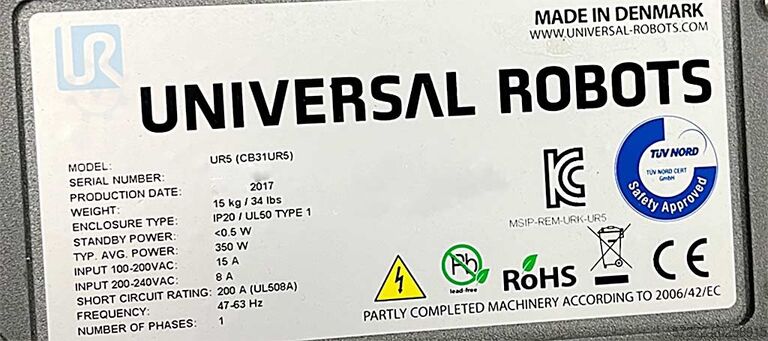 UR
MADE IN DENMARK
WWW.UNIVERSAL-ROBOTS.COM
UNIVERSAL ROBOTS
MODEL: UR5 (CB31UR5)
SERIAL NUMBER:
PRODUCTION DATE: 2017
WEIGHT: 15 kg / 34 lbs
ENCLOSURE TYPE: IP20 / UL50 TYPE 1
STANDBY POWER: <0.5 W
TYP. AVG. POWER: 350 W
INPUT 100-200VAC: 15 A
INPUT 200-240VAC: 8 A
SHORT CIRCUIT RATING: 200 A (UL508A)
FREQUENCY: 47-63 Hz
NUMBER OF PHASES: 1
KC
MSIP-REM-URK-UR5
TÜV NORD
TÜV NORD CERT
GmbH
Safety Approved
Pb
lead-free
RoHS
CE
PARTLY COMPLETED MACHINERY ACCORDING TO 2006/42/EC